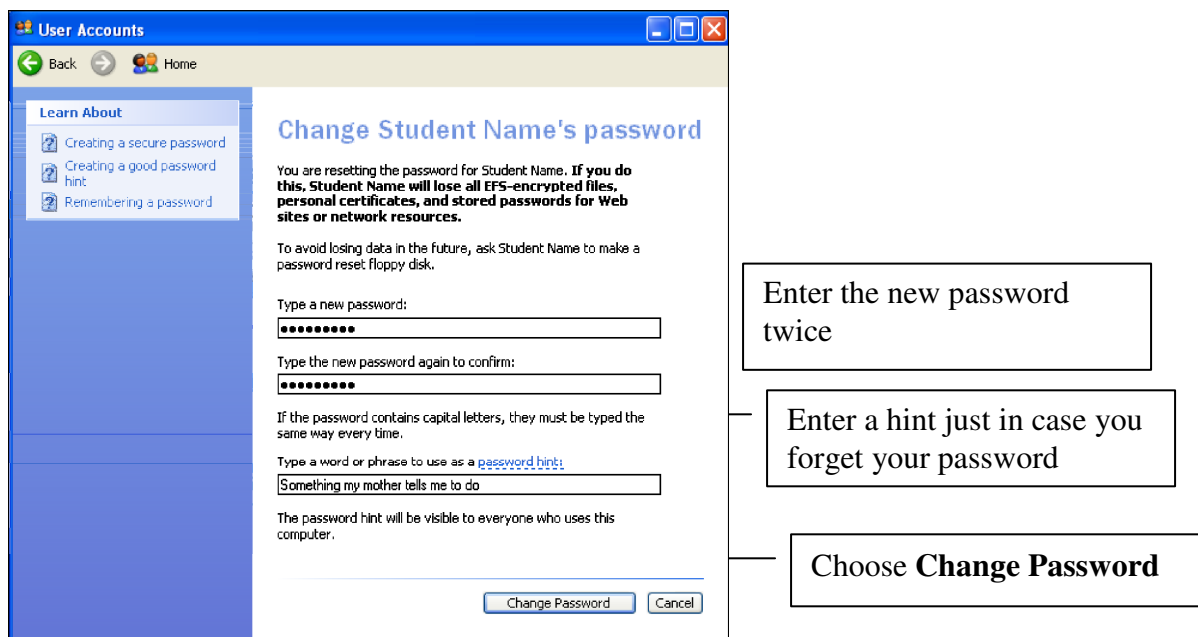 User Accounts
Back Home
Learn About
Creating a secure password
Creating a good password
hint
Remembering a password
Change Student Name's password
You are resetting the password for Student Name. If you do
this, Student Name will lose all EFS-encrypted files,
personal certificates, and stored passwords for Web
sites or network resources.
To avoid losing data in the future, ask Student Name to make a
password reset floppy disk.
Type a new password:
•••••••••
Type the new password again to confirm:
•••••••••
If the password contains capital letters, they must be typed the
same way every time.
Type a word or phrase to use as a password hint:
Something my mother tells me to do
The password hint will be visible to everyone who uses this
computer.
Change Password Cancel
Enter the new password
twice
Enter a hint just in case you
forget your password
Choose Change Password